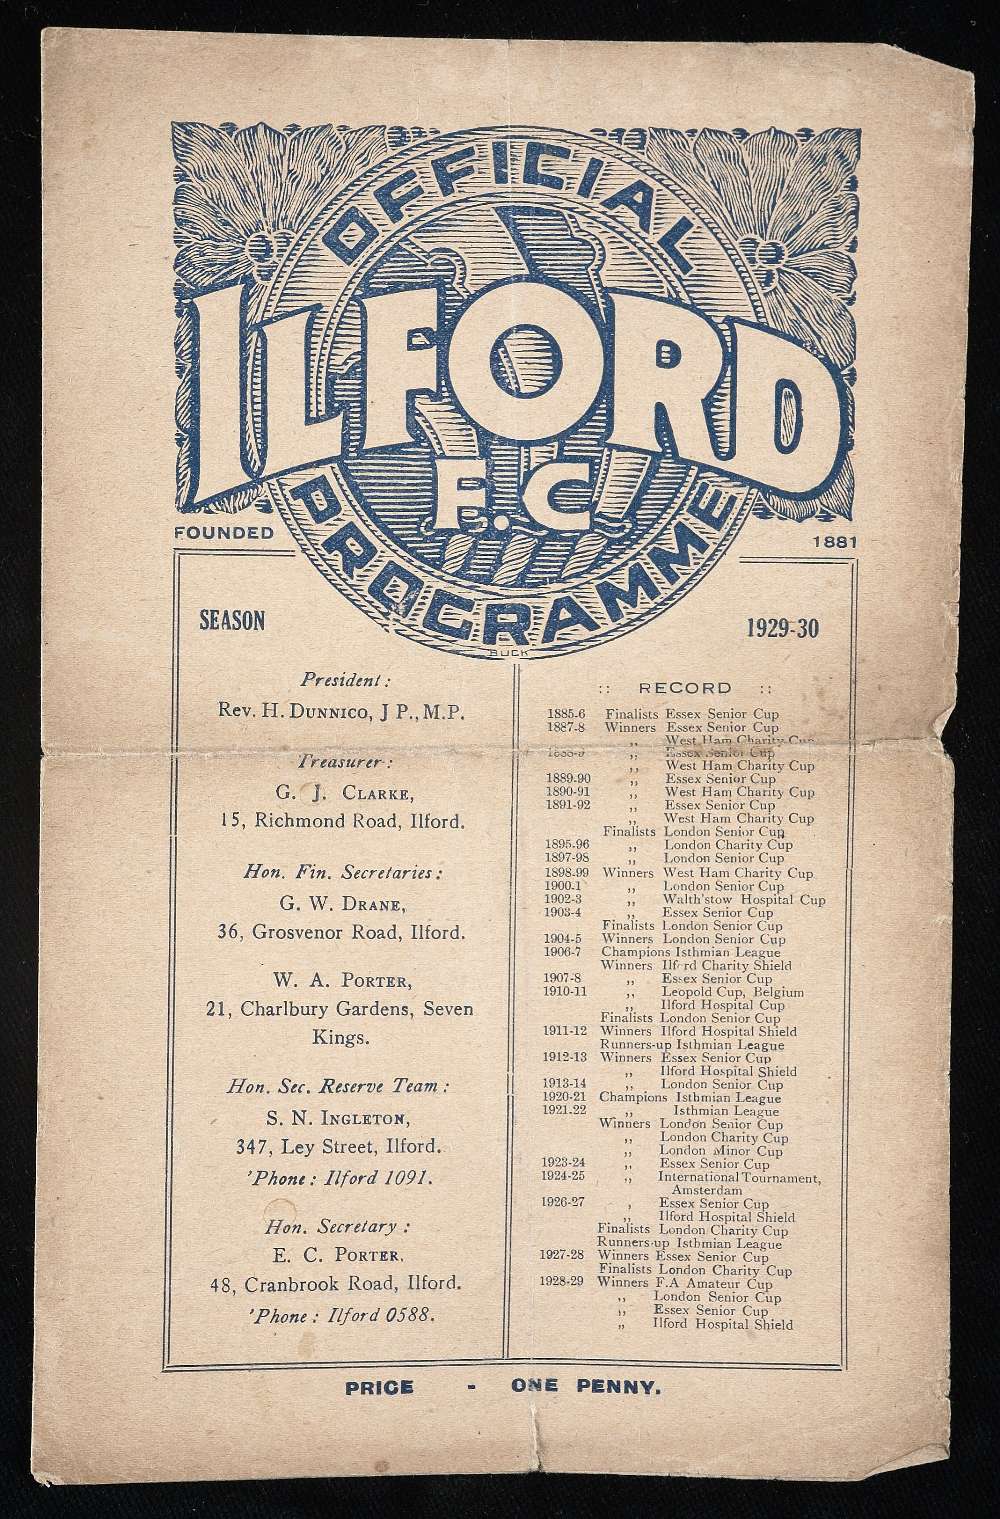 OFFICIAL
ILFORD
F.C.
PROGRAMME
BUCK
FOUNDED
1881
SEASON
1929-30
President:
Rev. H. DUNNICO, J P., M.P.
Treasurer:
G. J. CLARKE,
15, Richmond Road, Ilford.
Hon. Fin. Secretaries:
G. W. DRANE,
36, Grosvenor Road, Ilford.
W. A. PORTER,
21, Charlbury Gardens, Seven
Kings.
Hon. Sec. Reserve Team:
S. N. INGLETON,
347, Ley Street, Ilford.
'Phone: Ilford 1091.
Hon. Secretary:
E. C. PORTER,
48, Cranbrook Road, Ilford.
'Phone: Ilford 0588.
:: RECORD ::
1885-6 Finalists Essex Senior Cup
1887-8 Winners Essex Senior Cup
,, West Ham Charity Cup
1888-9 ,, Essex Senior Cup
,, West Ham Charity Cup
1889.90 ,, Essex Senior Cup
1890-91 ,, West Ham Charity Cup
1891-92 ,, Essex Senior Cup
,, West Ham Charity Cup
Finalists London Senior Cup
1895.96 ,, London Charity Cup
1897-98 ,, London Senior Cup
1898-99 Winners West Ham Charity Cup
1900-1 ,, London Senior Cup
1902-3 ,, Walth'stow Hospital Cup
1903-4 ,, Essex Senior Cup
Finalists London Senior Cup
1904-5 Winners London Senior Cup
1906-7 Champions Isthmian League
Winners Ilf rd Charity Shield
1907-8 ,, Essex Senior Cup
1910-11 ,, Leopold Cup, Belgium
,, Ilford Hospital Cup
Finalists London Senior Cup
1911-12 Winners Ilford Hospital Shield
Runners-up Isthmian League
1912-13 Winners Essex Senior Cup
,, Ilford Hospital Shield
1913-14 ,, London Senior Cup
1920-21 Champions Isthmian League
1921.22 ,, Isthmian League
Winners London Senior Cup
,, London Charity Cup
,, London Minor Cup
1923-24 ,, Essex Senior Cup
1924-25 ,, International Tournament,
Amsterdam
1926-27 , Essex Senior Cup
,, Ilford Hospital Shield
Finalists London Charity Cup
Runners-up Isthmian League
1927-28 Winners Essex Senior Cup
Finalists London Charity Cup
1928-29 Winners F.A Amateur Cup
,, London Senior Cup
,, Essex Senior Cup
,, Ilford Hospital Shield
PRICE - ONE PENNY.